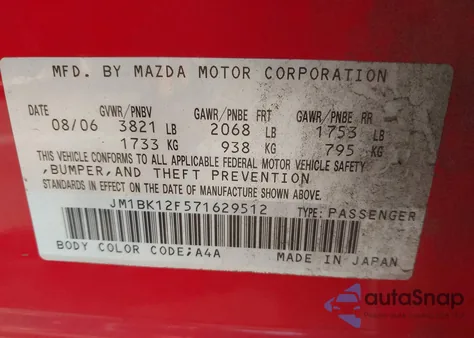 MFD. BY MAZDA MOTOR CORPORATION
DATE GVWR/PNBV GAWR/PNBE FRT GAWR/PNBE RR
08/06 3821 LB 2068 LB 1753 LB
1733 KG 938 KG 795 KG
THIS VEHICLE CONFORMS TO ALL APPLICABLE FEDERAL MOTOR VEHICLE SAFETY
,BUMPER,AND THEFT PREVENTION
STANDARDS IN EFFECT ON THE DATE OF MANUFACTURE SHOWN ABOVE.
JM1BK12F571629512 TYPE: PASSENGER
BODY COLOR CODE;A4A MADE IN JAPAN
autoSnap